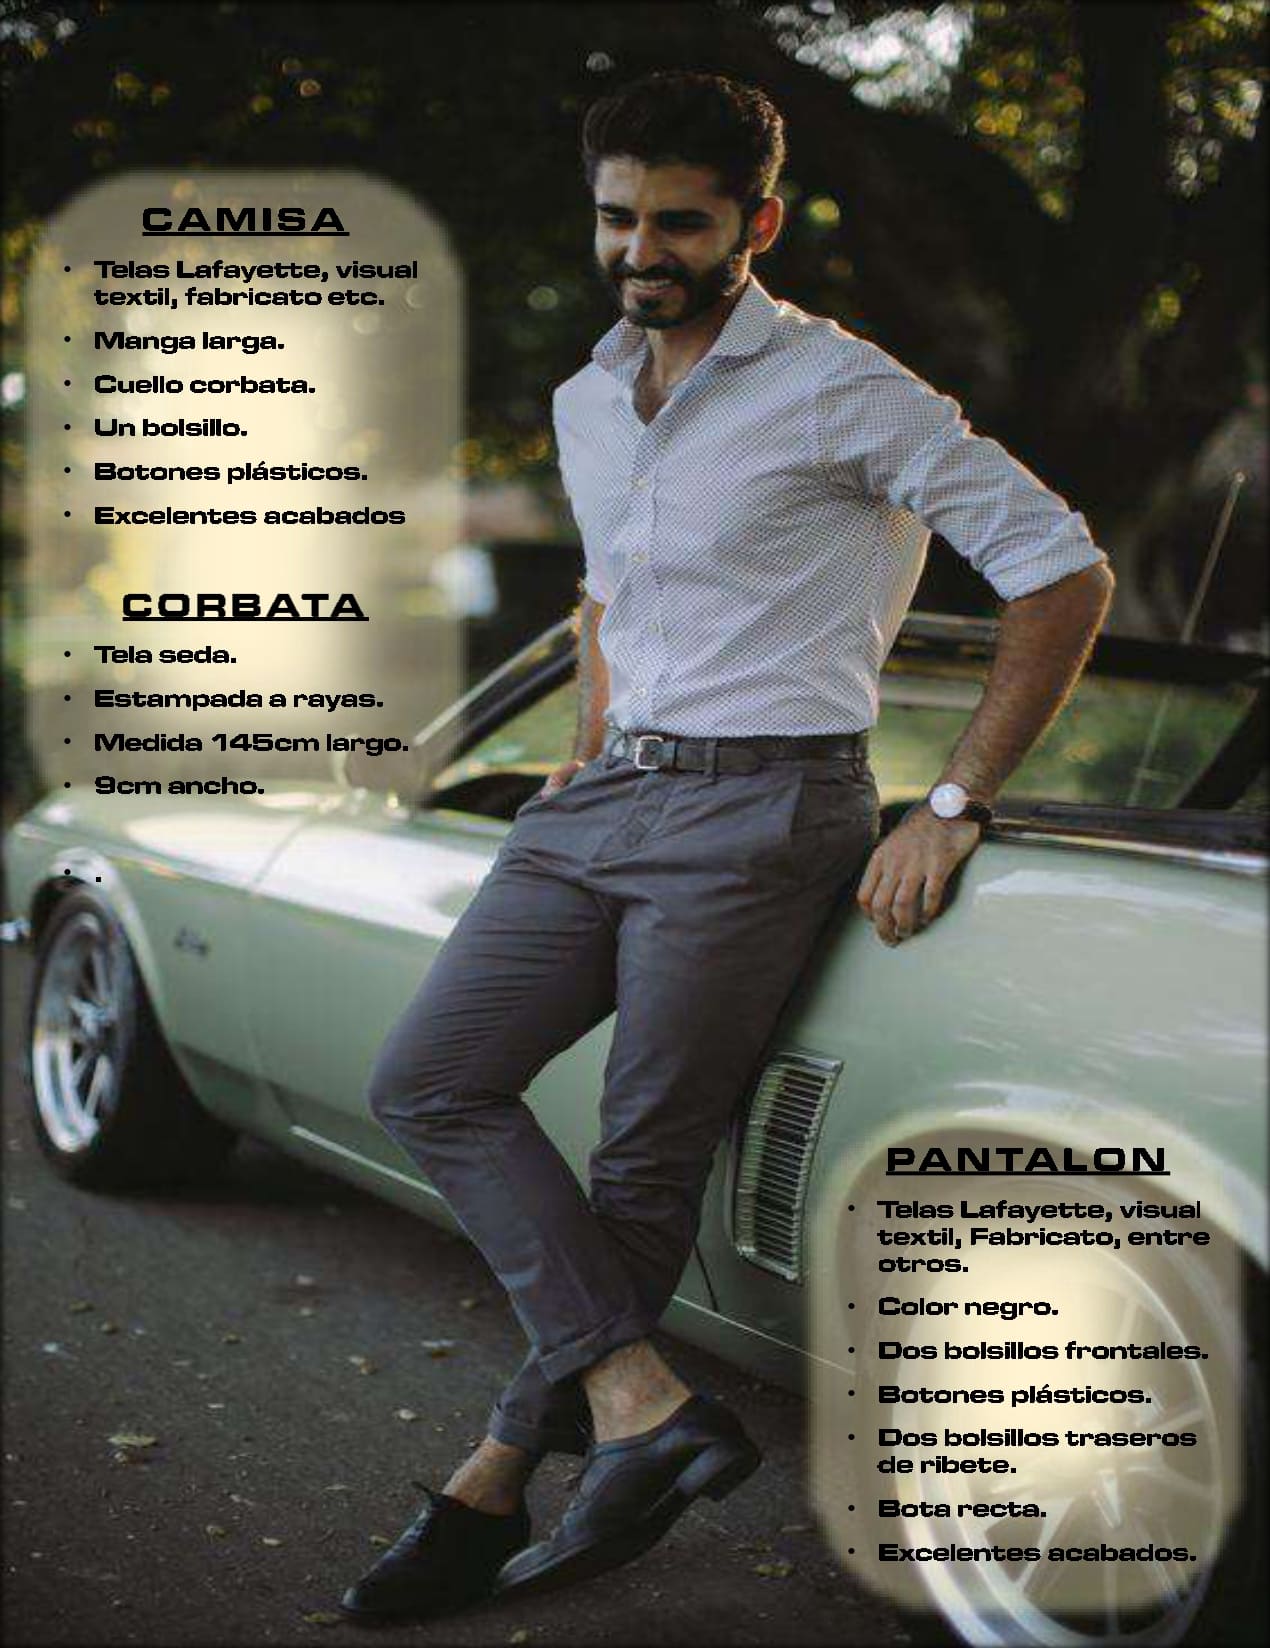 CAMISA
• Telas Lafayette, visual
textil, fabricato etc.
• Manga larga.
• Cuello corbata.
• Un bolsillo.
• Botones plásticos.
• Excelentes acabados
CORBATA
• Tela seda.
• Estampada a rayas.
• Medida 145cm largo.
• 9cm ancho.
• .
PANTALON
• Telas Lafayette, visual
textil, Fabricato, entre
otros.
• Color negro.
• Dos bolsillos frontales.
• Botones plásticos.
• Dos bolsillos traseros
de ribete.
• Bota recta.
• Excelentes acabados.